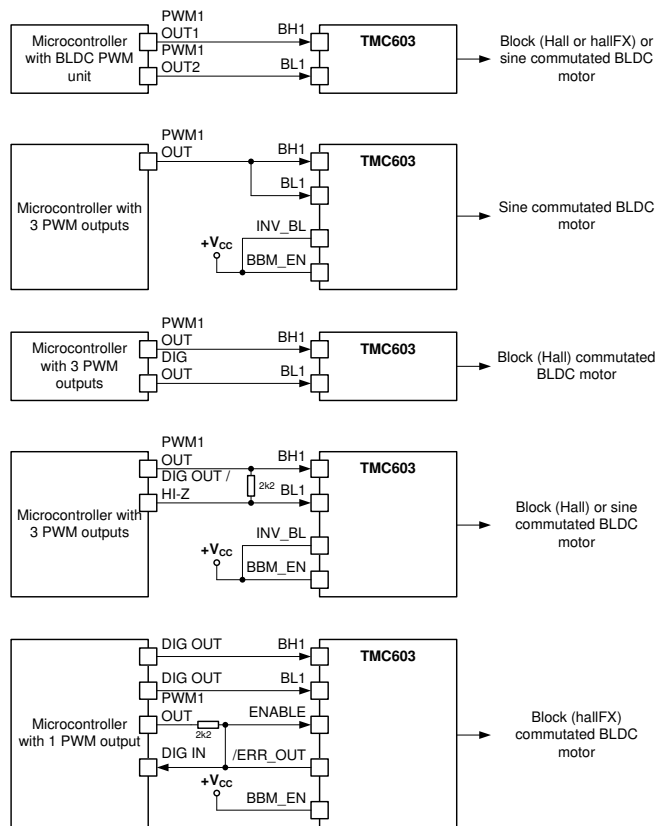 PWM1
OUT1
PWM1
OUT2
Microcontroller
with BLDC PWM
unit
BH1
BL1
TMC603
Block (Hall or hallFX) or
sine commutated BLDC
motor
PWM1
OUT
Microcontroller with
3 PWM outputs
BH1
BL1
INV_BL
+VCC
BBM_EN
TMC603
Sine commutated BLDC
motor
PWM1
OUT
DIG
OUT
Microcontroller
with 3 PWM
outputs
BH1
BL1
TMC603
Block (Hall) commutated
BLDC motor
PWM1
OUT
DIG OUT /
HI-Z
Microcontroller with
3 PWM outputs
2k2
BH1
BL1
INV_BL
+VCC
BBM_EN
TMC603
Block (Hall) or sine
commutated BLDC
motor
DIG OUT
DIG OUT
PWM1
OUT
2k2
DIG IN
Microcontroller
with 1 PWM output
BH1
BL1
ENABLE
/ERR_OUT
+VCC
BBM_EN
TMC603
Block (hallFX)
commutated BLDC
motor